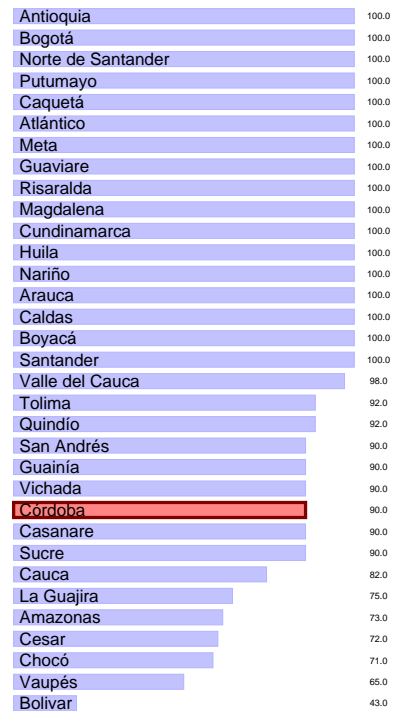 Antioquia 100.0
Bogotá 100.0
Norte de Santander 100.0
Putumayo 100.0
Caquetá 100.0
Atlántico 100.0
Meta 100.0
Guaviare 100.0
Risaralda 100.0
Magdalena 100.0
Cundinamarca 100.0
Huila 100.0
Nariño 100.0
Arauca 100.0
Caldas 100.0
Boyacá 100.0
Santander 100.0
Valle del Cauca 98.0
Tolima 92.0
Quindío 92.0
San Andrés 90.0
Guainía 90.0
Vichada 90.0
Córdoba 90.0
Casanare 90.0
Sucre 90.0
Cauca 82.0
La Guajira 75.0
Amazonas 73.0
Cesar 72.0
Chocó 71.0
Vaupés 65.0
Bolivar 43.0